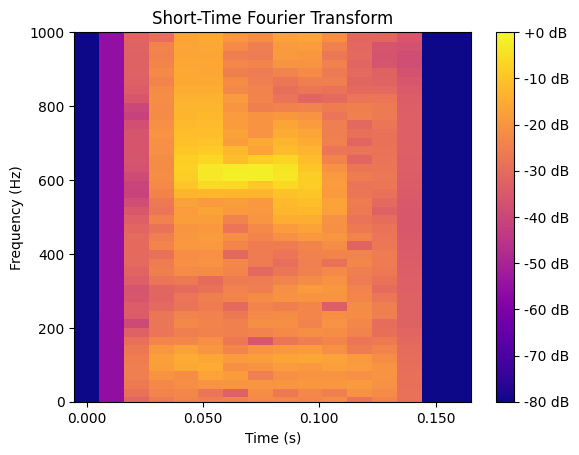 Short-Time Fourier Transform
1000
800
600
400
200
0
Frequency (Hz)
0.000
0.050
0.100
0.150
Time (s)
+0 dB
-10 dB
-20 dB
-30 dB
-40 dB
-50 dB
-60 dB
-70 dB
-80 dB